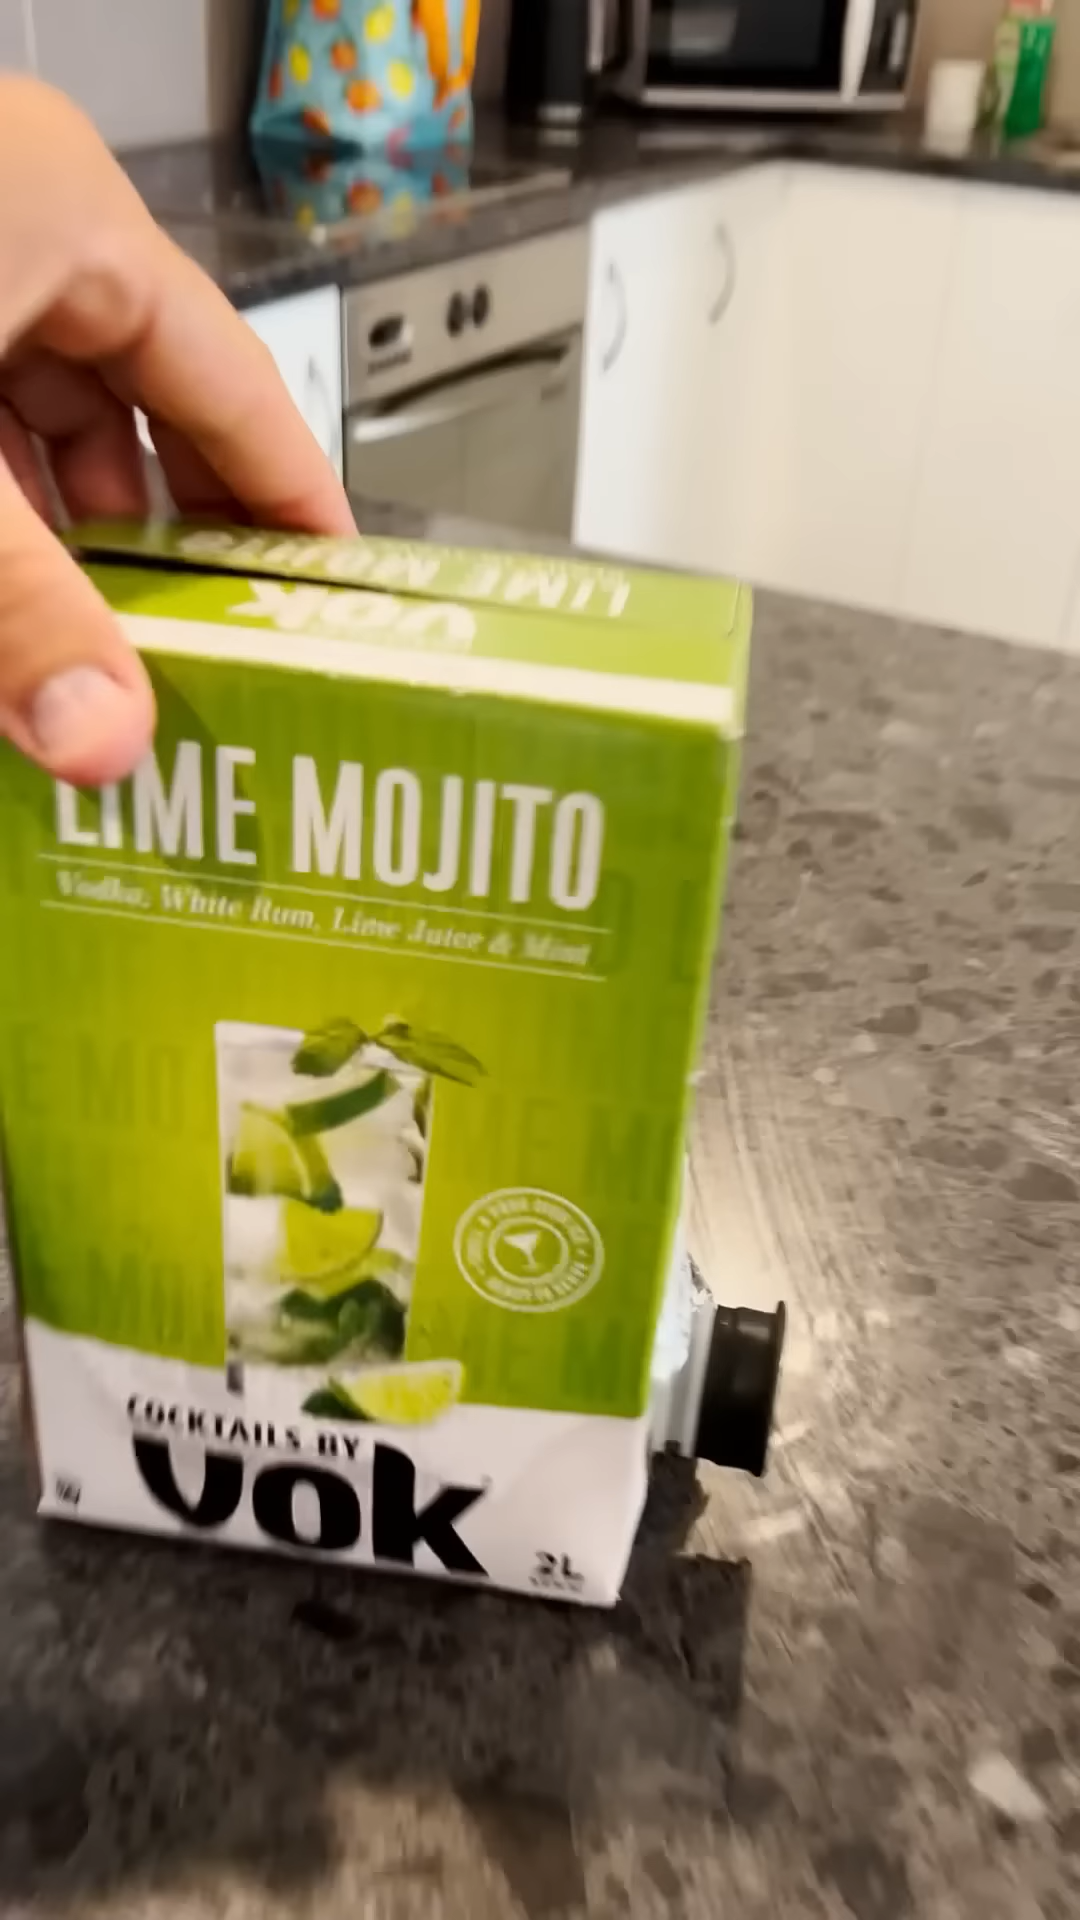 LIME MOJITO
vok
LIME MOJITO
Vodka, White Rum, Lime Juice & Mint
COCKTAILS BY
vok
2L